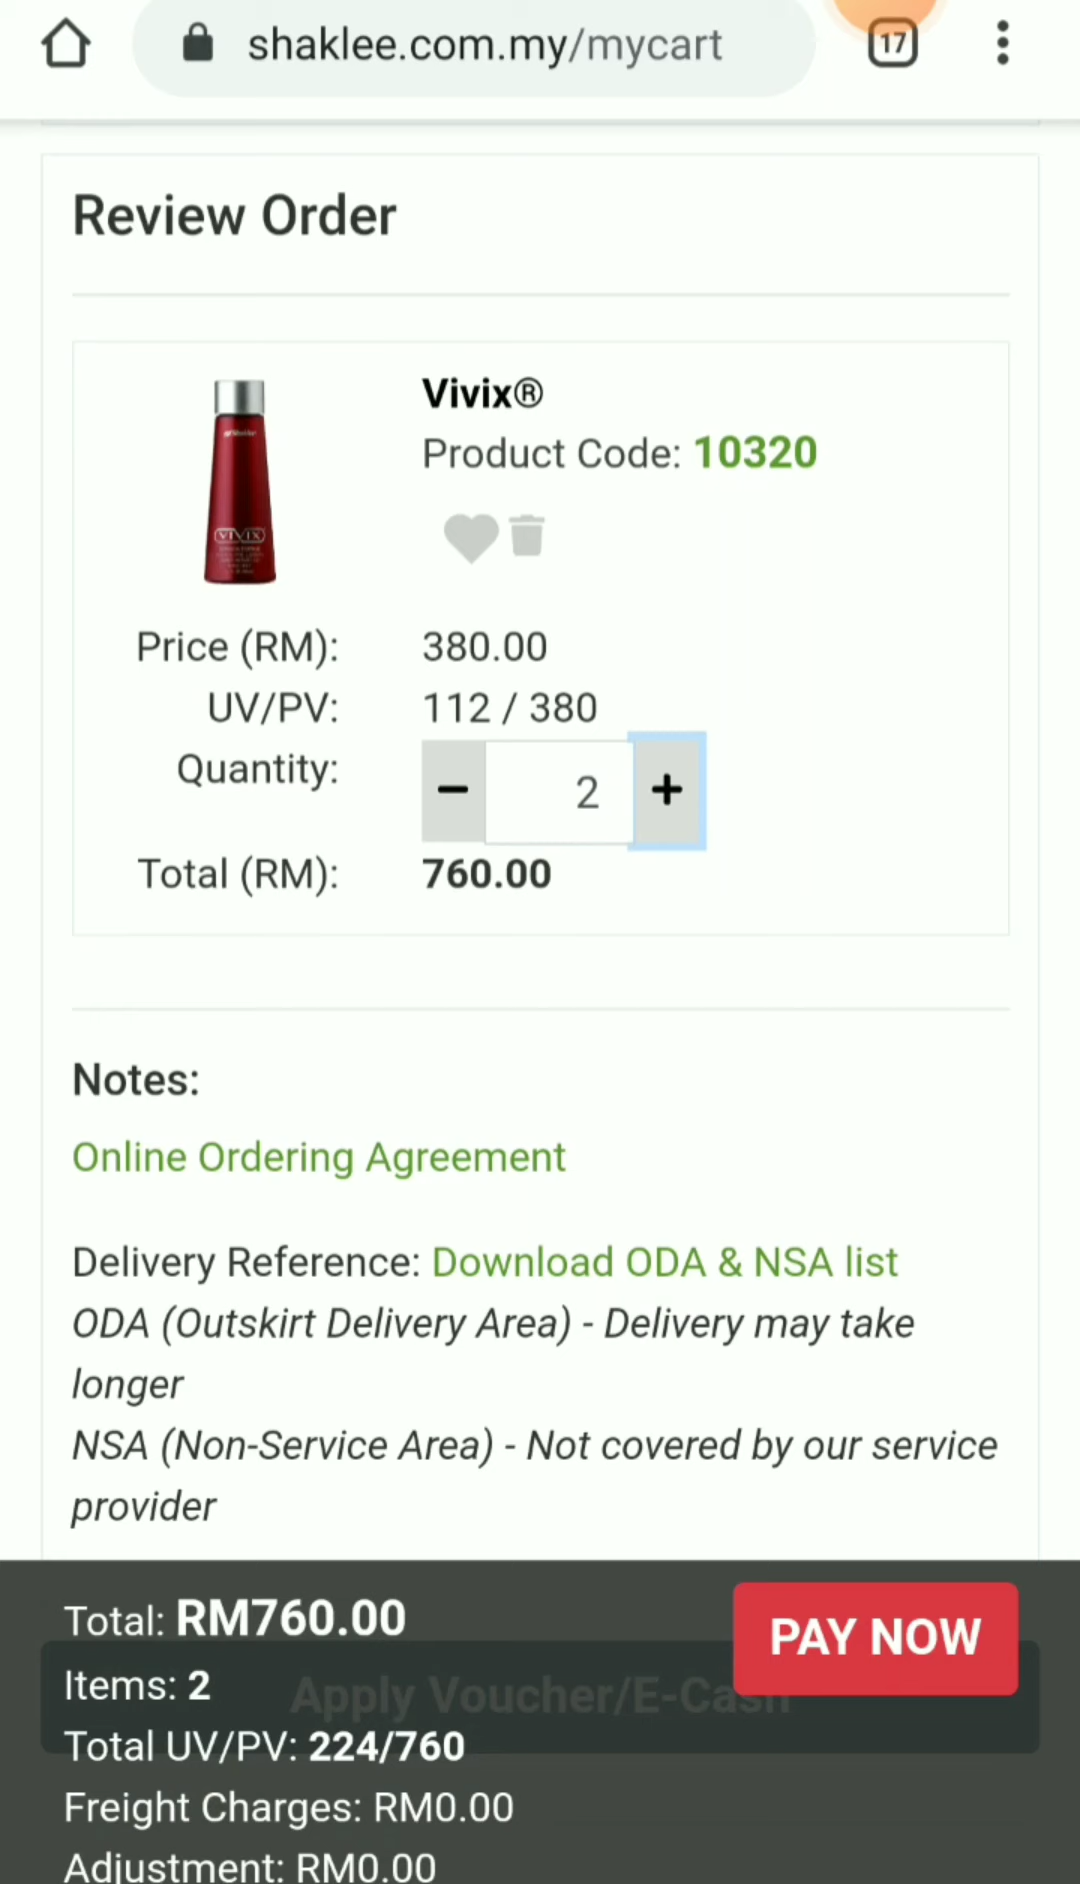 shaklee.com.my/mycart
17
Review Order
Vivix®
Product Code: 10320
VIVIX
Price (RM): 380.00
UV/PV: 112 / 380
Quantity: − 2 +
Total (RM): 760.00
Notes:
Online Ordering Agreement
Delivery Reference: Download ODA & NSA list
ODA (Outskirt Delivery Area) - Delivery may take
longer
NSA (Non-Service Area) - Not covered by our service
provider
Total: RM760.00
PAY NOW
Items: 2
Apply Voucher/E-Cash
Total UV/PV: 224/760
Freight Charges: RM0.00
Adjustment: RM0.00